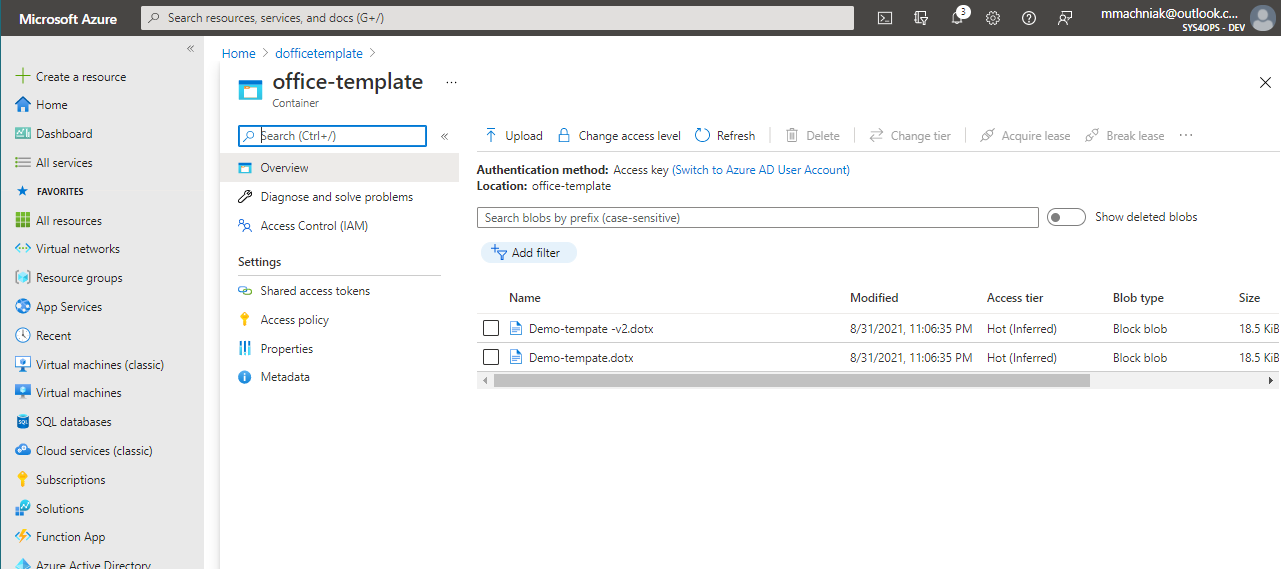 Microsoft Azure
Search resources, services, and docs (G+/)
3
mmachniak@outlook.c...
SYS4OPS - DEV
Create a resource
Home
Dashboard
All services
FAVORITES
All resources
Virtual networks
Resource groups
App Services
Recent
Virtual machines (classic)
Virtual machines
SQL databases
Cloud services (classic)
Subscriptions
Solutions
Function App
Azure Active Directory
Home > dofficetemplate >
office-template ...
Container
Search (Ctrl+/)
Overview
Diagnose and solve problems
Access Control (IAM)
Settings
Shared access tokens
Access policy
Properties
Metadata
Upload Change access level Refresh Delete Change tier Acquire lease Break lease ...
Authentication method: Access key (Switch to Azure AD User Account)
Location: office-template
Search blobs by prefix (case-sensitive)
Show deleted blobs
Add filter
Name Modified Access tier Blob type Size
Demo-tempate -v2.dotx 8/31/2021, 11:06:35 PM Hot (Inferred) Block blob 18.5 KiB
Demo-tempate.dotx 8/31/2021, 11:06:35 PM Hot (Inferred) Block blob 18.5 KiB